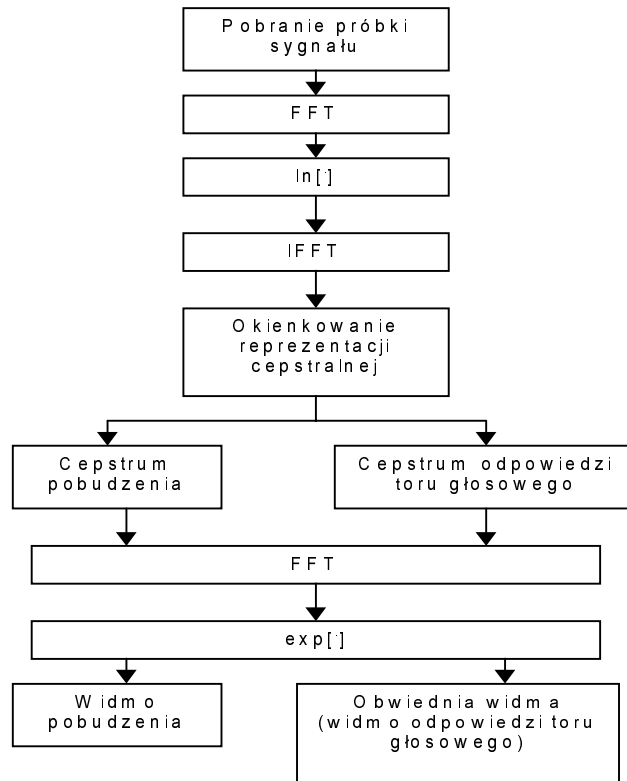 Pobranie próbki
sygnału
FFT
ln[·]
IFFT
Okienkowanie
reprezentacji
cepstralnej
Cepstrum
pobudzenia
Cepstrum odpowiedzi
toru głosowego
FFT
exp[·]
Widmo
pobudzenia
Obwiednia widma
(widmo odpowiedzi toru
głosowego)